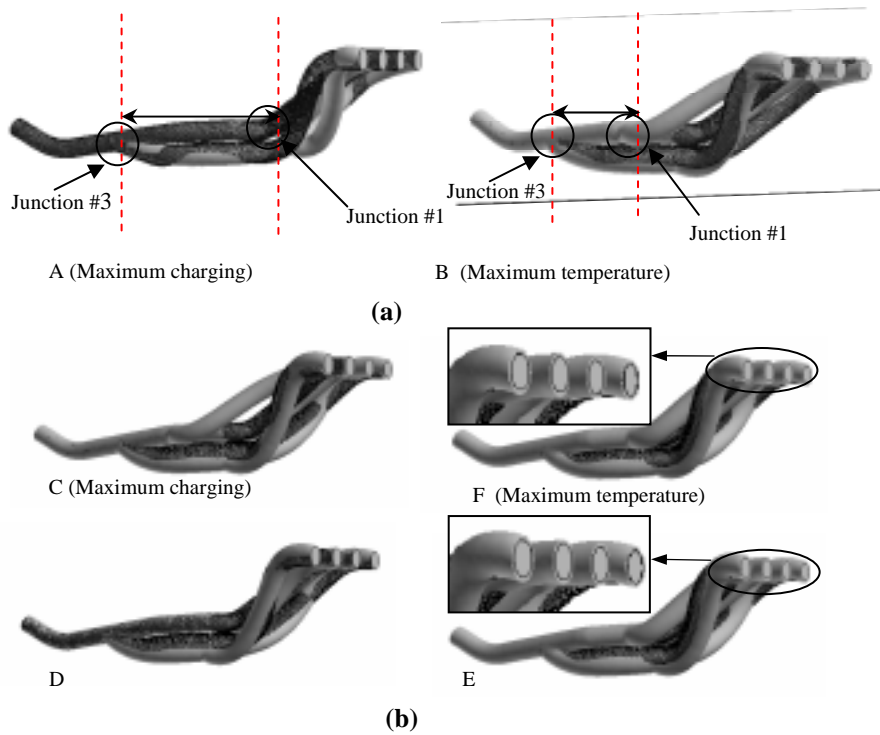 Junction #3
Junction #1
A (Maximum charging)
Junction #3
Junction #1
B (Maximum temperature)
(a)
C (Maximum charging)
F (Maximum temperature)
D
E
(b)